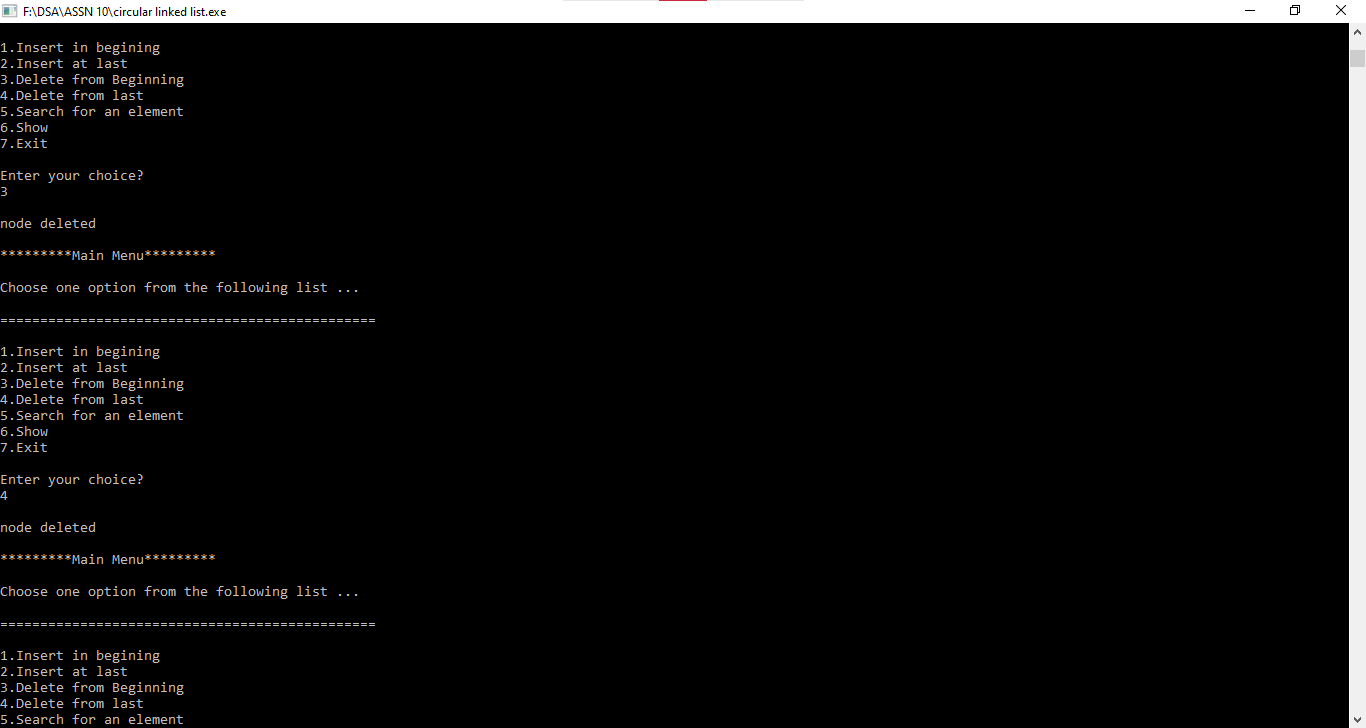 F:\DSA\ASSN 10\circular linked list.exe
1.Insert in begining
2.Insert at last
3.Delete from Beginning
4.Delete from last
5.Search for an element
6.Show
7.Exit
Enter your choice?
3
node deleted
*********Main Menu*********
Choose one option from the following list ...
===============================================
1.Insert in begining
2.Insert at last
3.Delete from Beginning
4.Delete from last
5.Search for an element
6.Show
7.Exit
Enter your choice?
4
node deleted
*********Main Menu*********
Choose one option from the following list ...
===============================================
1.Insert in begining
2.Insert at last
3.Delete from Beginning
4.Delete from last
5.Search for an element